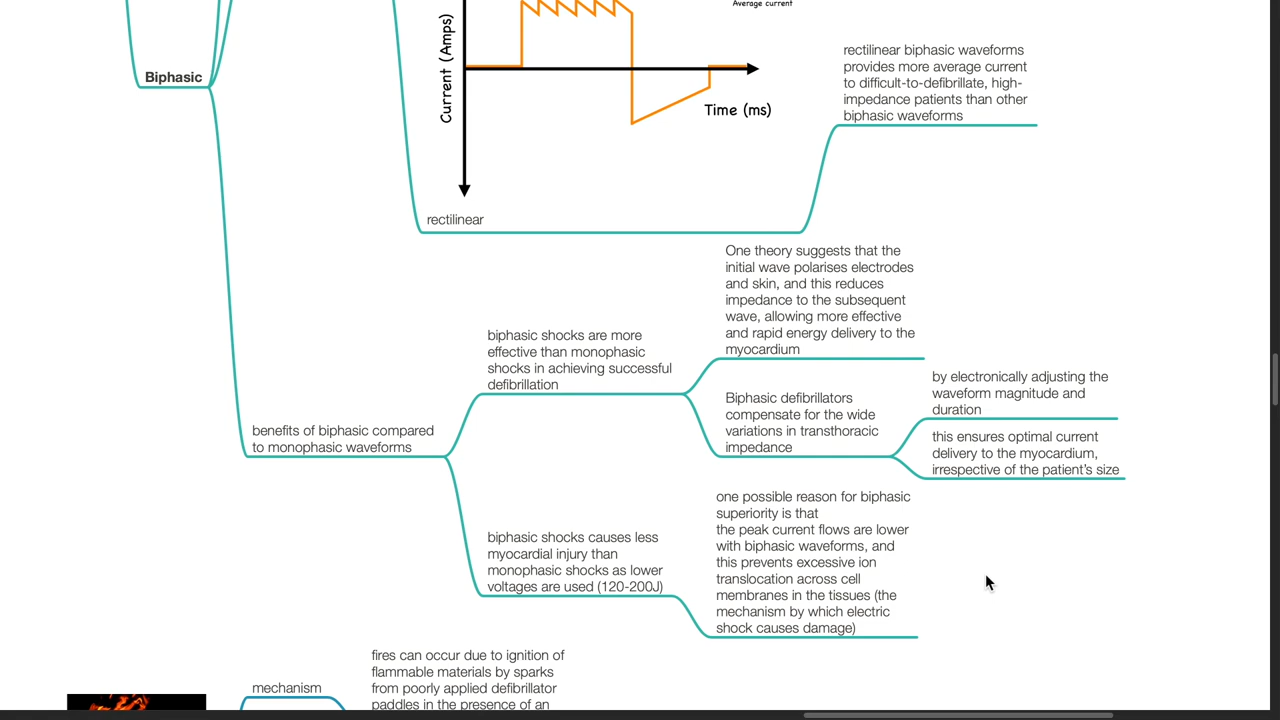 Average current
Current (Amps)
Time (ms)
Biphasic
rectilinear
rectilinear biphasic waveforms
provides more average current
to difficult-to-defibrillate, high-
impedance patients than other
biphasic waveforms
benefits of biphasic compared
to monophasic waveforms
biphasic shocks are more
effective than monophasic
shocks in achieving successful
defibrillation
One theory suggests that the
initial wave polarises electrodes
and skin, and this reduces
impedance to the subsequent
wave, allowing more effective
and rapid energy delivery to the
myocardium
Biphasic defibrillators
compensate for the wide
variations in transthoracic
impedance
by electronically adjusting the
waveform magnitude and
duration
this ensures optimal current
delivery to the myocardium,
irrespective of the patient's size
biphasic shocks causes less
myocardial injury than
monophasic shocks as lower
voltages are used (120-200J)
one possible reason for biphasic
superiority is that
the peak current flows are lower
with biphasic waveforms, and
this prevents excessive ion
translocation across cell
membranes in the tissues (the
mechanism by which electric
shock causes damage)
mechanism
fires can occur due to ignition of
flammable materials by sparks
from poorly applied defibrillator
paddles in the presence of an